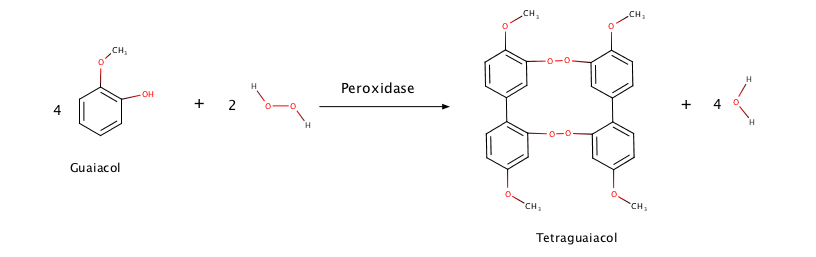 4 O CH3 OH
Guaiacol
+
2 H O O H
Peroxidase
O CH3 O CH3
O O
O O
O CH3 O CH3
Tetraguaiacol
+
4 H O H